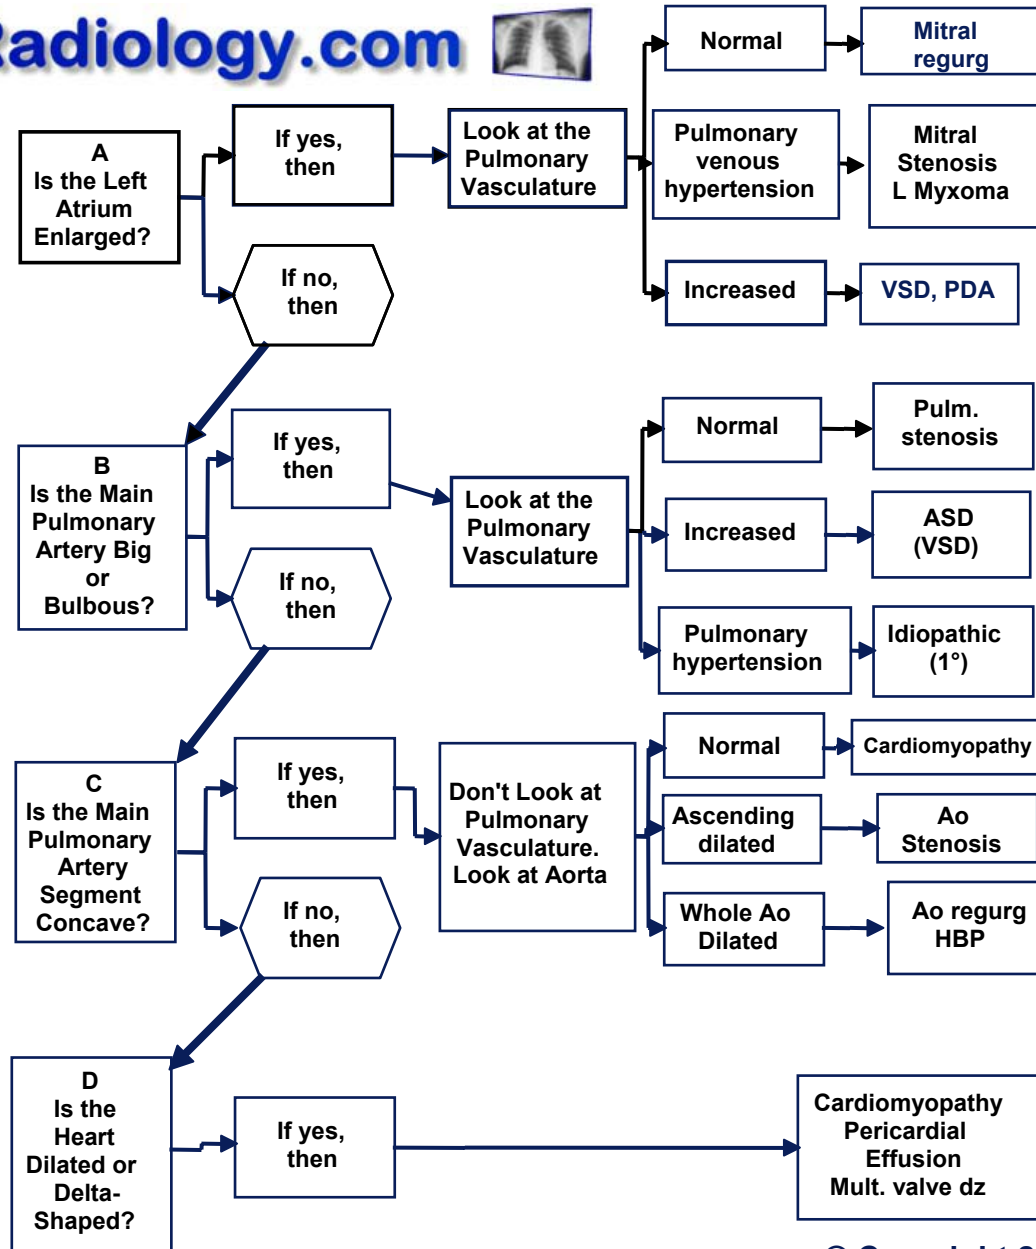 Radiology.com
A
Is the Left
Atrium
Enlarged?
If yes,
then
Look at the
Pulmonary
Vasculature
Normal
Mitral
regurg
Pulmonary
venous
hypertension
Mitral
Stenosis
L Myxoma
Increased
VSD, PDA
If no,
then
B
Is the Main
Pulmonary
Artery Big
or
Bulbous?
If yes,
then
Look at the
Pulmonary
Vasculature
Normal
Pulm.
stenosis
Increased
ASD
(VSD)
Pulmonary
hypertension
Idiopathic
(1°)
If no,
then
C
Is the Main
Pulmonary
Artery
Segment
Concave?
If yes,
then
Don't Look at
Pulmonary
Vasculature.
Look at Aorta
Normal
Cardiomyopathy
Ascending
dilated
Ao
Stenosis
Whole Ao
Dilated
Ao regurg
HBP
If no,
then
D
Is the
Heart
Dilated or
Delta-
Shaped?
If yes,
then
Cardiomyopathy
Pericardial
Effusion
Mult. valve dz